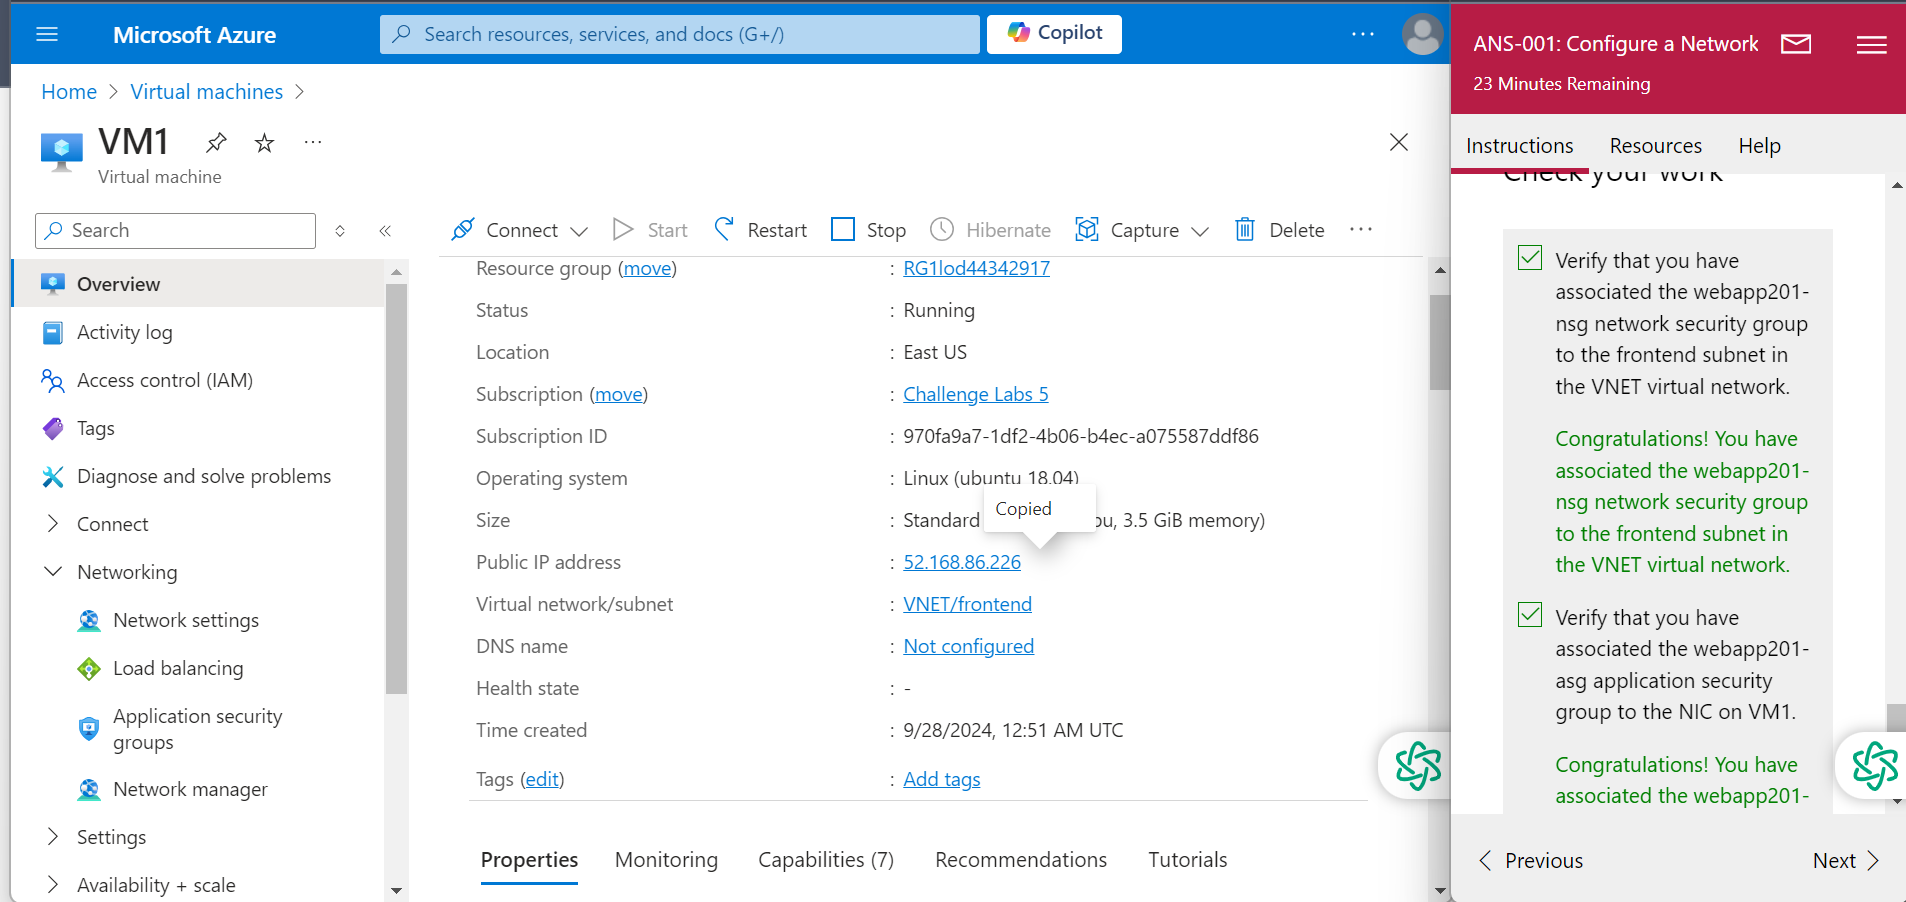 Microsoft Azure
Search resources, services, and docs (G+/)
Copilot
Home > Virtual machines >
VM1
Virtual machine
Search
Connect
Start
Restart
Stop
Hibernate
Capture
Delete
Overview
Activity log
Access control (IAM)
Tags
Diagnose and solve problems
Connect
Networking
Network settings
Load balancing
Application security
groups
Network manager
Settings
Availability + scale
Resource group (move) : RG1lod44342917
Status : Running
Location : East US
Subscription (move) : Challenge Labs 5
Subscription ID : 970fa9a7-1df2-4b06-b4ec-a075587ddf86
Operating system : Linux (ubuntu 18.04)
Copied
Size : Standard pu, 3.5 GiB memory)
Public IP address : 52.168.86.226
Virtual network/subnet : VNET/frontend
DNS name : Not configured
Health state : -
Time created : 9/28/2024, 12:51 AM UTC
Tags (edit) : Add tags
Properties
Monitoring
Capabilities (7)
Recommendations
Tutorials
ANS-001: Configure a Network
23 Minutes Remaining
Instructions
Resources
Help
Check your work
Verify that you have
associated the webapp201-
nsg network security group
to the frontend subnet in
the VNET virtual network.
Congratulations! You have
associated the webapp201-
nsg network security group
to the frontend subnet in
the VNET virtual network.
Verify that you have
associated the webapp201-
asg application security
group to the NIC on VM1.
Congratulations! You have
associated the webapp201-
Previous
Next